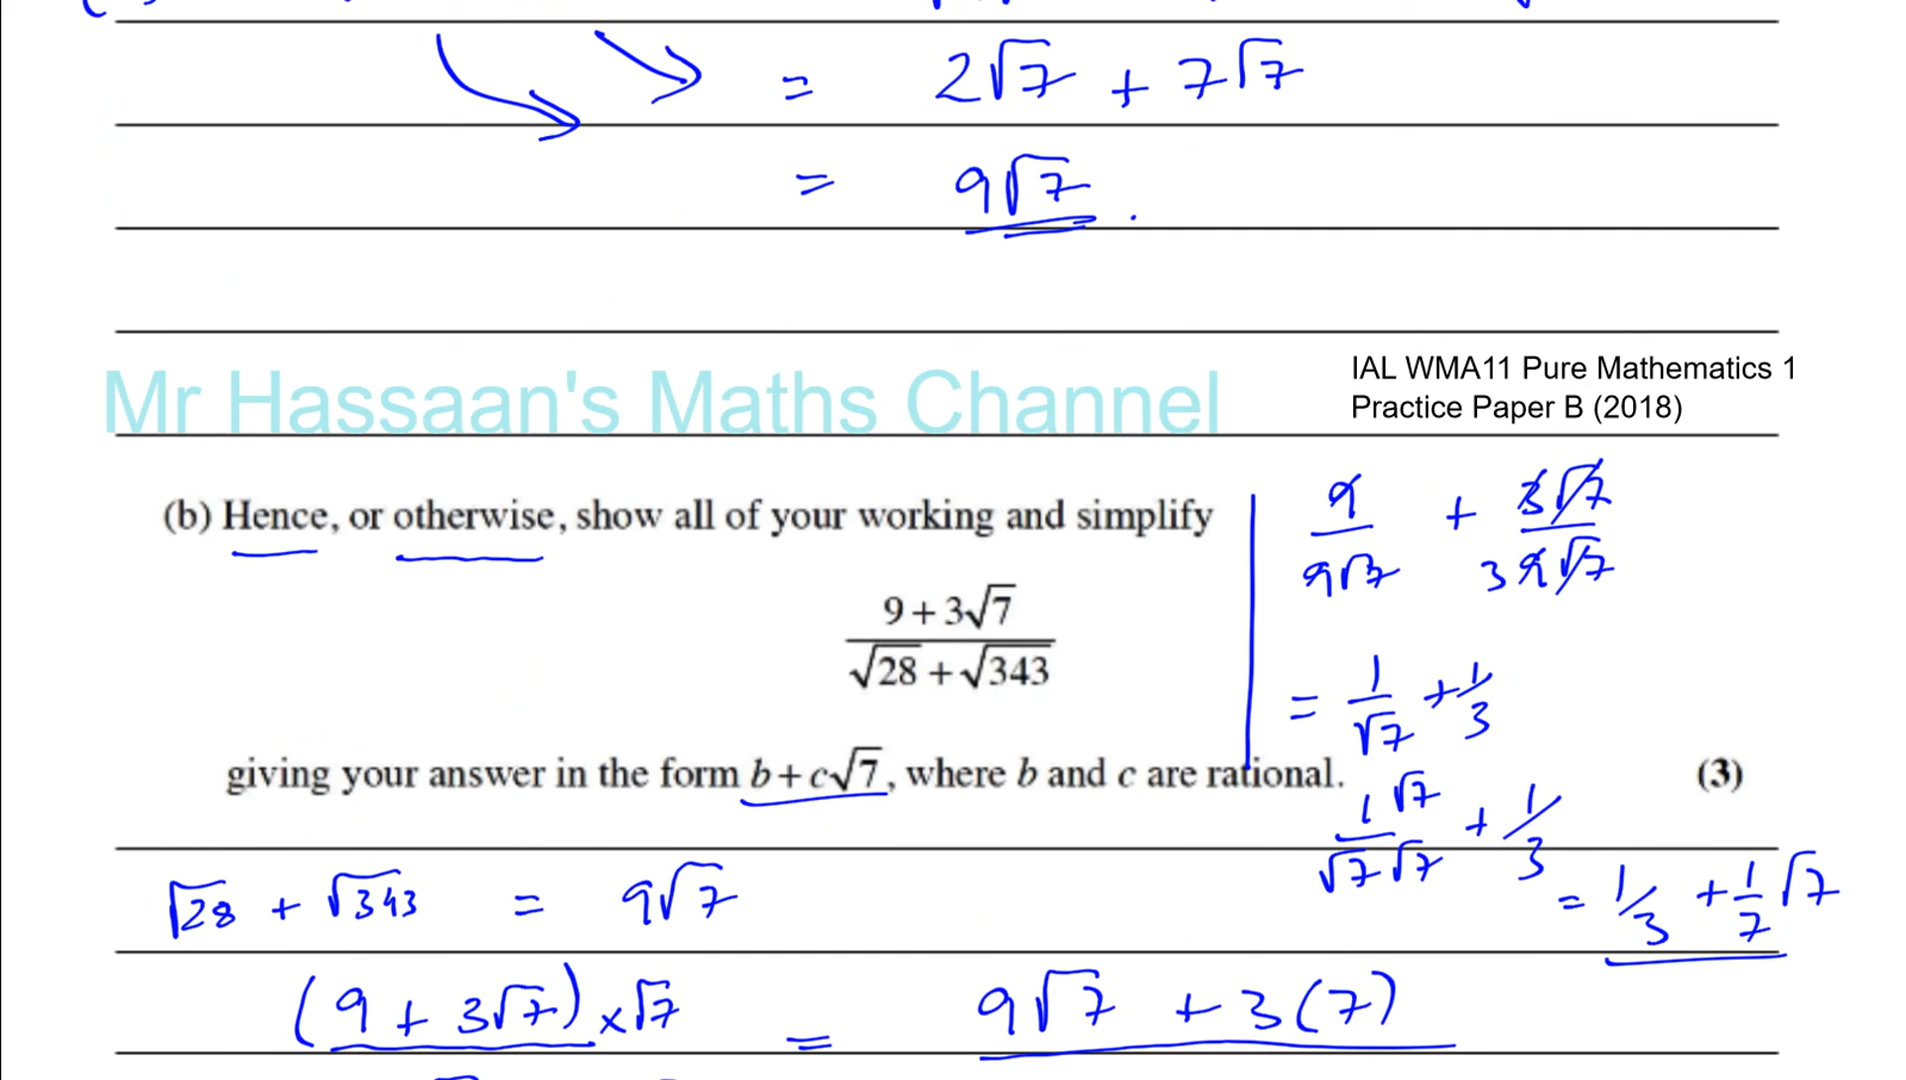 = 2√7 + 7√7
= 9√7 .
Mr Hassaan's Maths Channel
IAL WMA11 Pure Mathematics 1
Practice Paper B (2018)
(b) Hence, or otherwise, show all of your working and simplify
9 + 3√7
√28 + √343
giving your answer in the form b + c√7, where b and c are rational. (3)
9/9√7 + 3√7/3 9√7
= 1/√7 + 1/3
1 √7/√7 √7 + 1/3
= 1/3 + 1/7 √7
√28 + √343 = 9√7
(9 + 3√7) × √7 = 9√7 + 3(7)